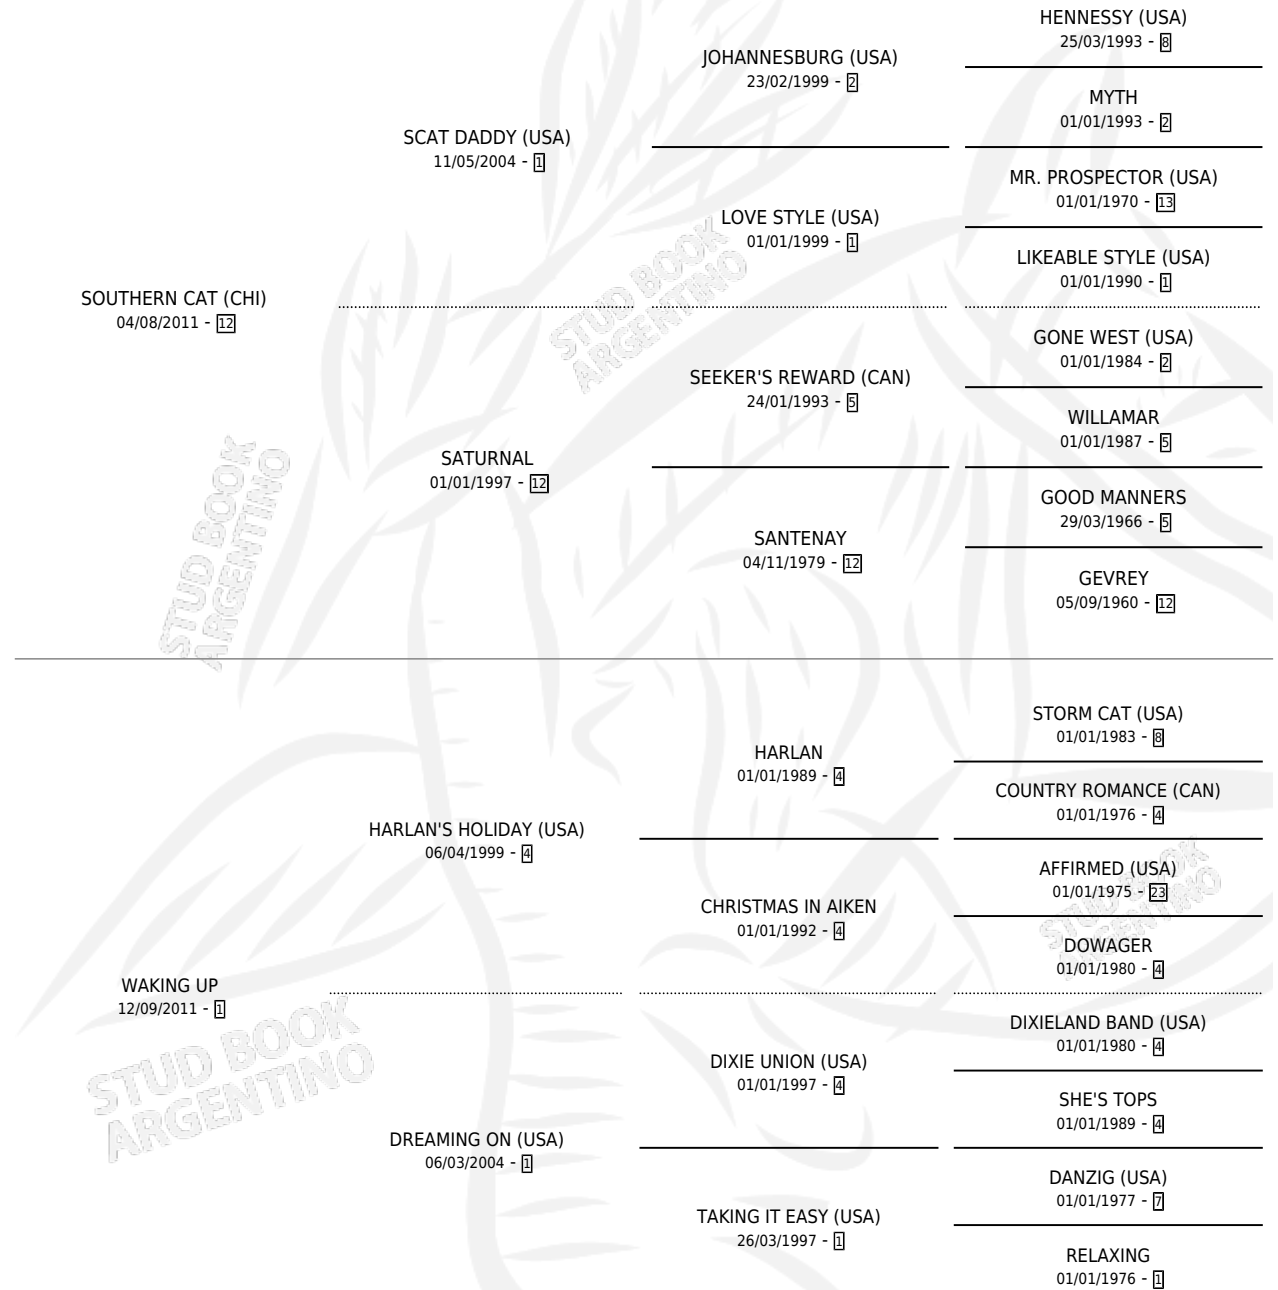 HENNESSY (USA)
25/03/1993 - 8
JOHANNESBURG (USA)
23/02/1999 - 2
MYTH
01/01/1993 - 2
SCAT DADDY (USA)
11/05/2004 - 1
MR. PROSPECTOR (USA)
01/01/1970 - 13
LOVE STYLE (USA)
01/01/1999 - 1
LIKEABLE STYLE (USA)
01/01/1990 - 1
SOUTHERN CAT (CHI)
04/08/2011 - 12
STUD BOOK
ARGENTINO
GONE WEST (USA)
01/01/1984 - 2
SEEKER'S REWARD (CAN)
24/01/1993 - 5
WILLAMAR
01/01/1987 - 5
SATURNAL
01/01/1997 - 12
GOOD MANNERS
29/03/1966 - 5
SANTENAY
04/11/1979 - 12
GEVREY
05/09/1960 - 12
STUD BOOK
ARGENTINO
STORM CAT (USA)
01/01/1983 - 8
HARLAN
01/01/1989 - 4
COUNTRY ROMANCE (CAN)
01/01/1976 - 4
HARLAN'S HOLIDAY (USA)
06/04/1999 - 4
AFFIRMED (USA)
01/01/1975 - 23
CHRISTMAS IN AIKEN
01/01/1992 - 4
STUD BOOK
ARGENTINO
DOWAGER
01/01/1980 - 4
WAKING UP
12/09/2011 - 1
DIXIELAND BAND (USA)
01/01/1980 - 4
DIXIE UNION (USA)
01/01/1997 - 4
SHE'S TOPS
01/01/1989 - 4
STUD BOOK
ARGENTINO
DREAMING ON (USA)
06/03/2004 - 1
DANZIG (USA)
01/01/1977 - 7
TAKING IT EASY (USA)
26/03/1997 - 1
RELAXING
01/01/1976 - 1